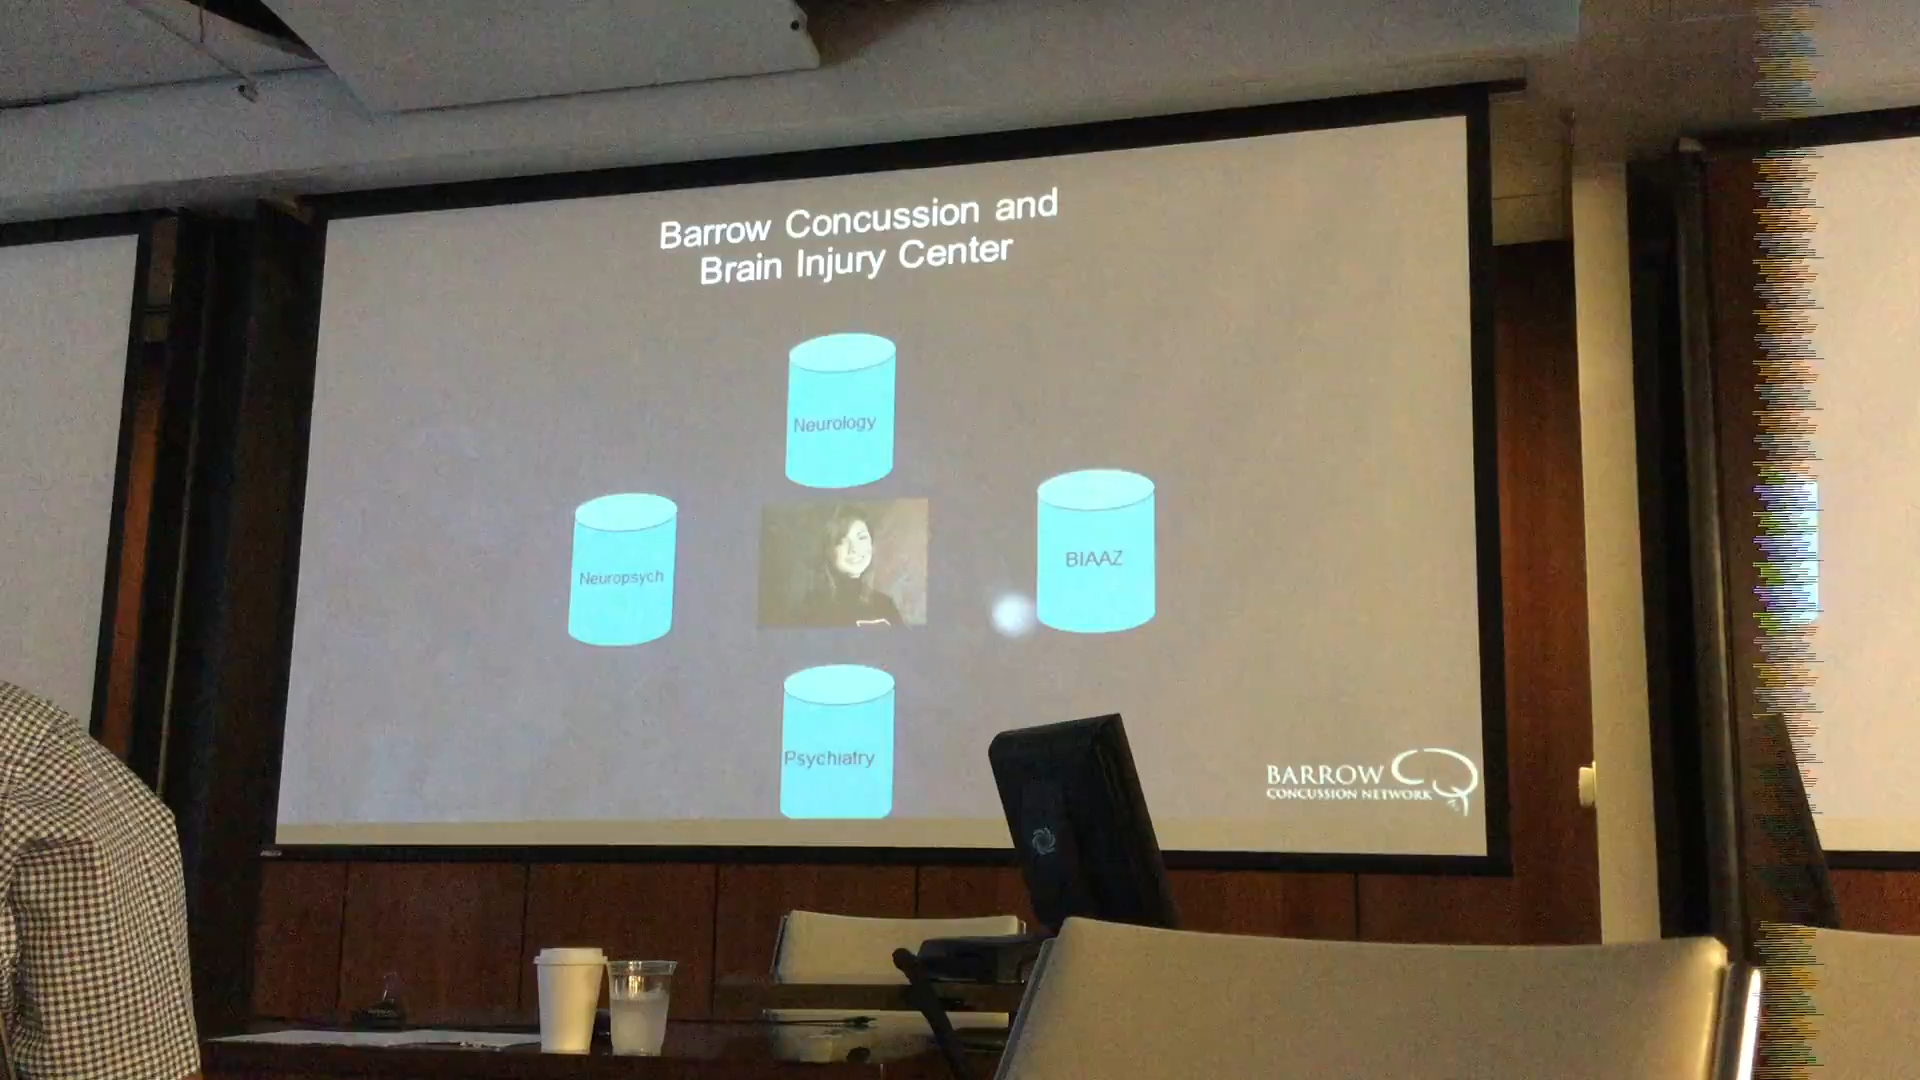 Barrow Concussion and
Brain Injury Center
Neurology
Neuropsych
BIAAZ
Psychiatry
BARROW
CONCUSSION NETWORK